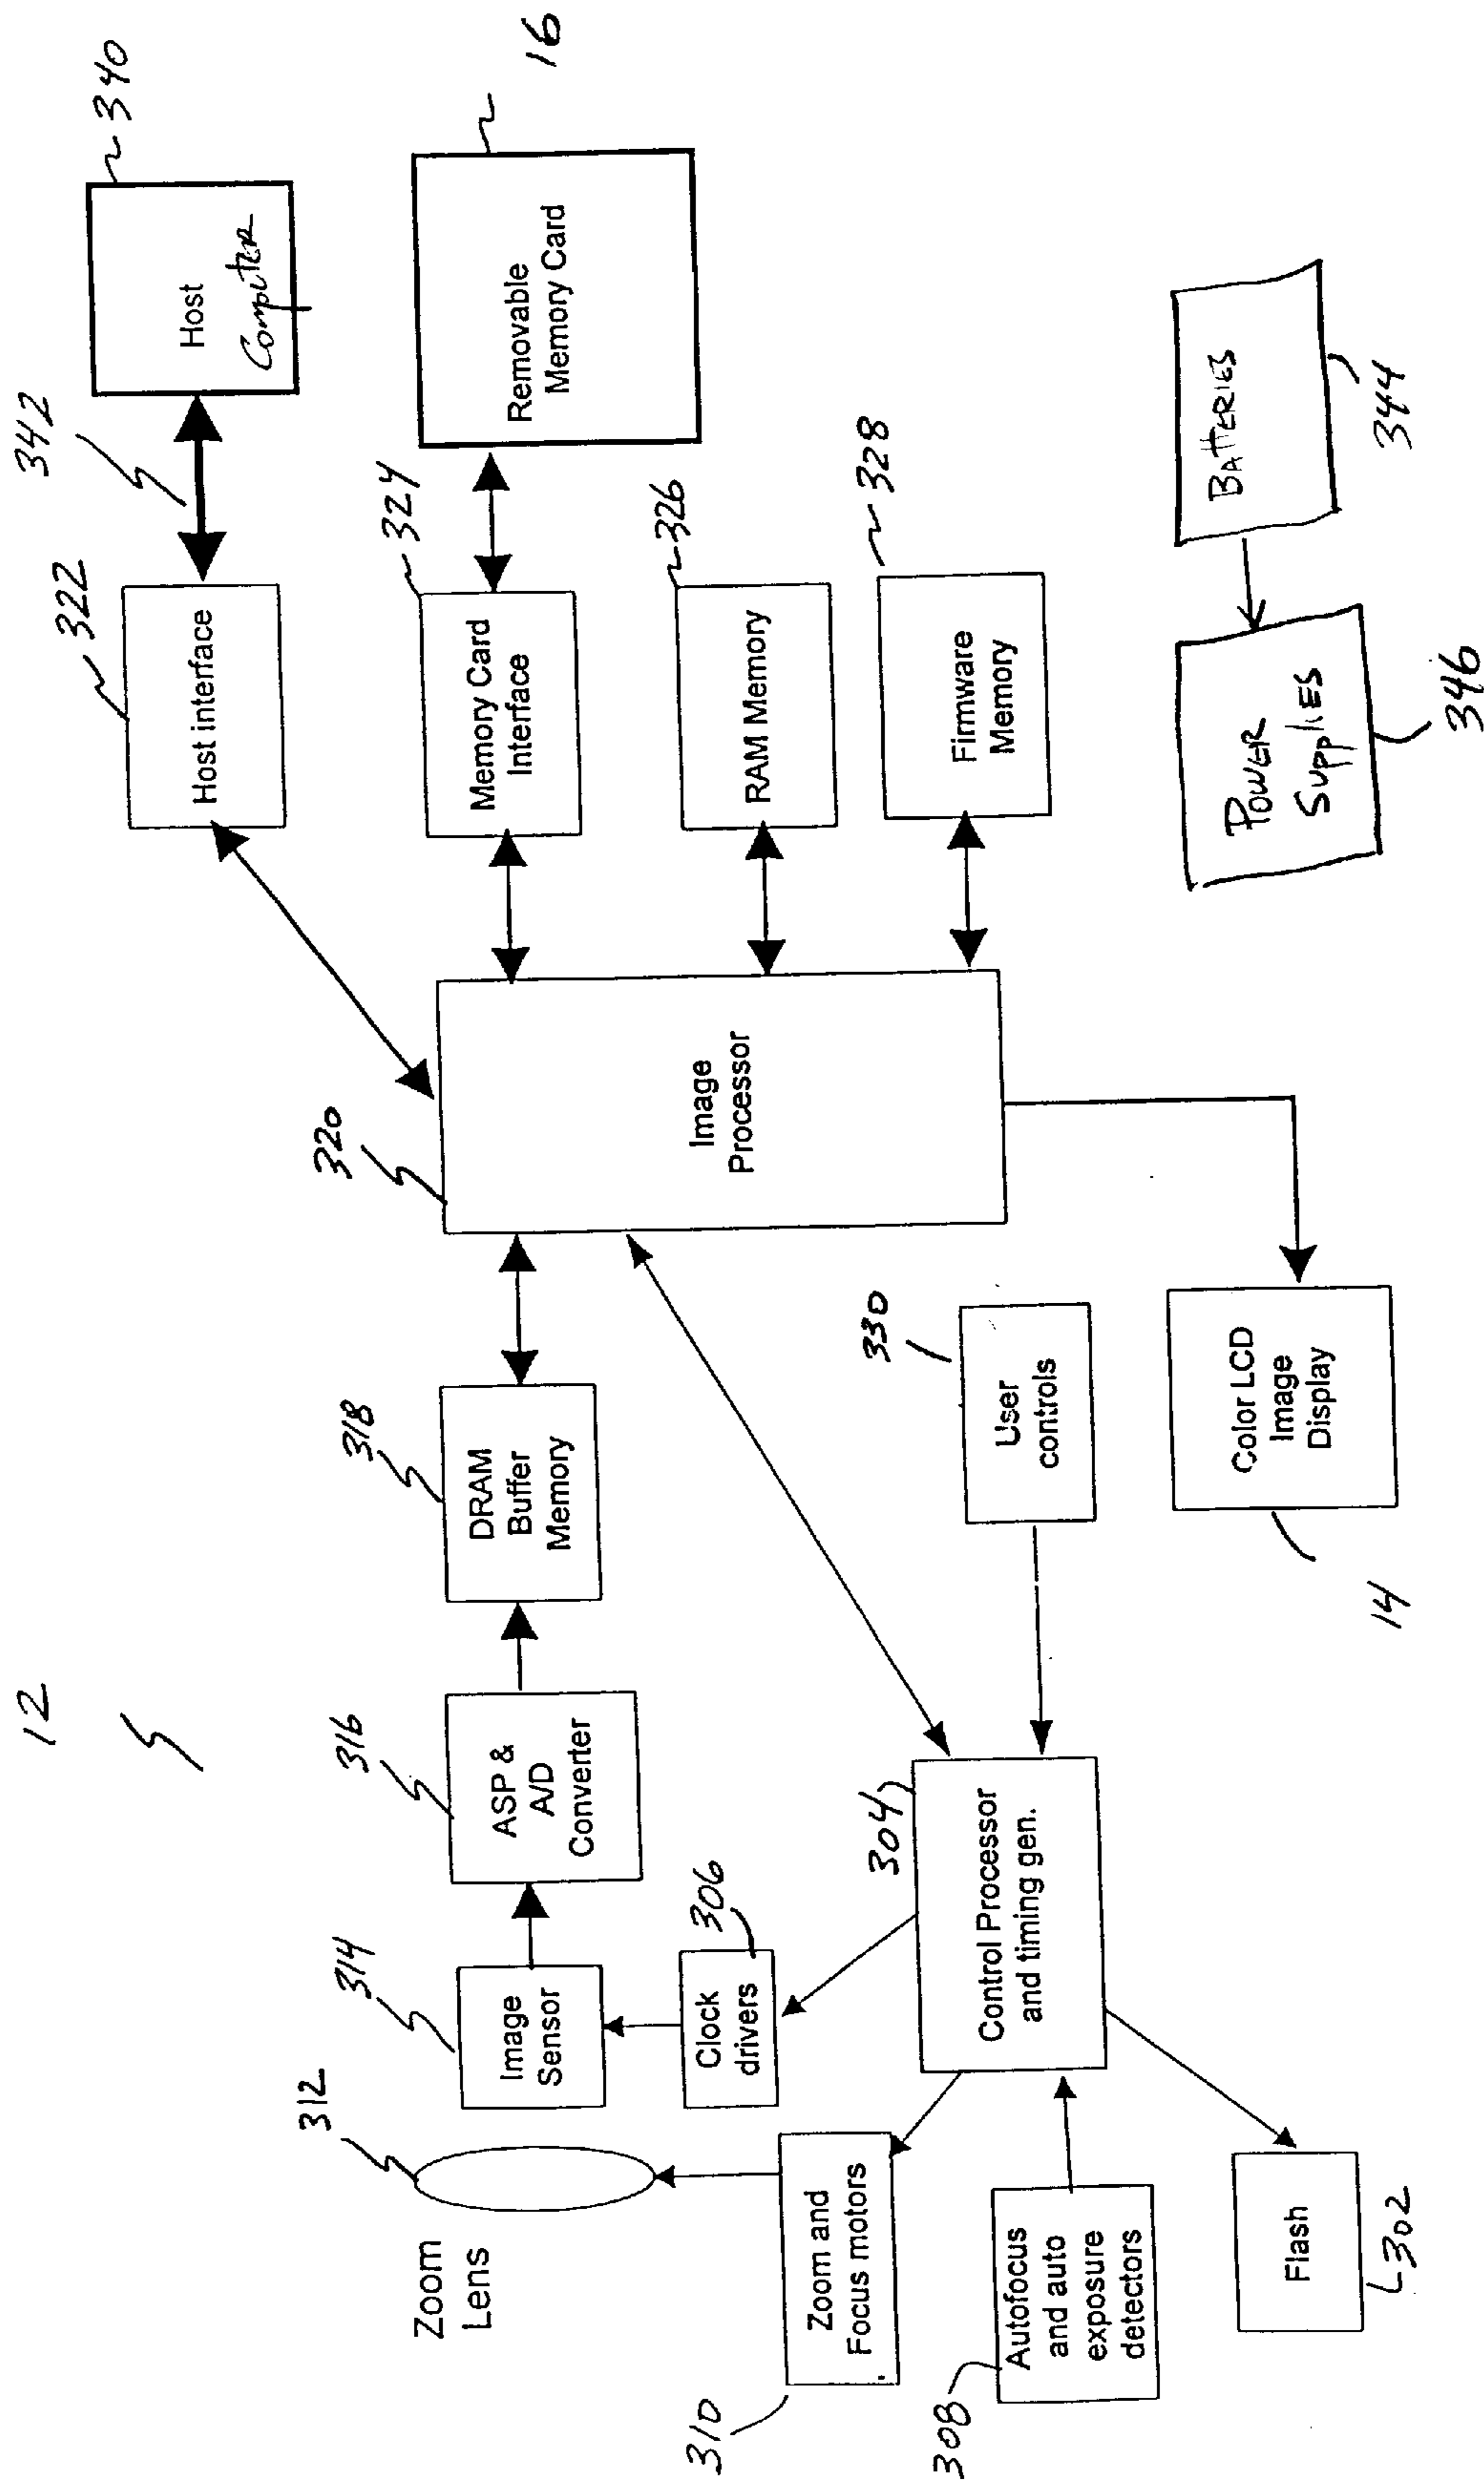 12
342
340
322
Host interface
Host
Computer
312
314
316
318
320
324
16
Zoom
Lens
Image
Sensor
ASP &
A/D
Converter
DRAM
Buffer
Memory
Memory Card
Interface
Removable
Memory Card
310
Zoom and
Focus motors
306
Clock
drivers
Image
Processor
326
RAM Memory
308
Autofocus
and auto
exposure
detectors
304
Control Processor
and timing gen.
330
User
controls
328
Firmware
Memory
Flash
302
Color LCD
Image
Display
14
Power
Supplies
346
Batteries
344